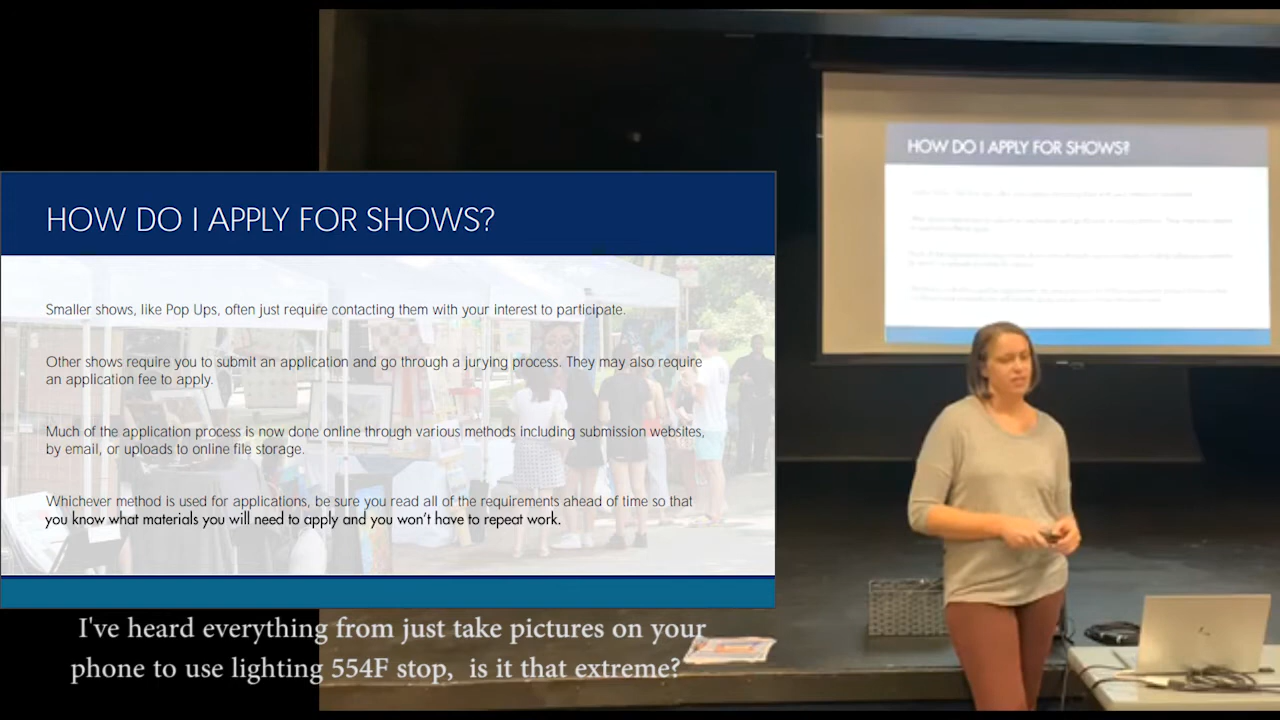 HOW DO I APPLY FOR SHOWS?
HOW DO I APPLY FOR SHOWS?
Smaller shows, like Pop Ups, often just require contacting them with your interest to participate.
Other shows require you to submit an application and go through a jurying process. They may also require
an application fee to apply.
Much of the application process is now done online through various methods including submission websites,
by email, or uploads to online file storage.
Whichever method is used for applications, be sure you read all of the requirements ahead of time so that
you know what materials you will need to apply and you won't have to repeat work.
I've heard everything from just take pictures on your
phone to use lighting 554F stop,  is it that extreme?